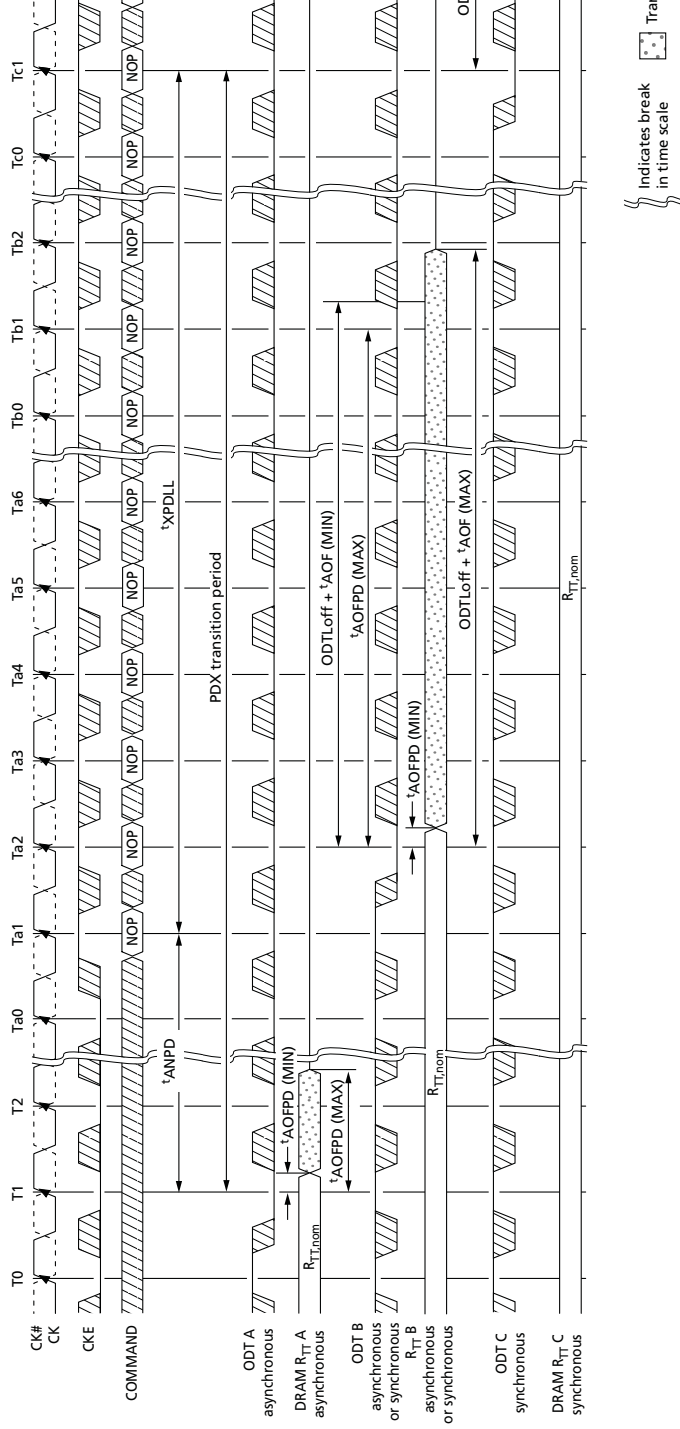 T0 T1 T2 Ta0 Ta1 Ta2 Ta3 Ta4 Ta5 Ta6 Tb0 Tb1 Tb2 Tc0 Tc1
CK#
CK
CKE
COMMAND
NOP NOP NOP NOP NOP NOP NOP NOP NOP NOP NOP
tANPD
tXPDLL
PDX transition period
ODT A
asynchronous
tAOFPD (MIN)
DRAM RTT A
asynchronous
RTT,nom
tAOFPD (MAX)
ODTLoff + tAOF (MIN)
tAOFPD (MAX)
ODT B
asynchronous
or synchronous
tAOFPD (MIN)
RTT B
asynchronous
or synchronous
RTT,nom
ODTLoff + tAOF (MAX)
ODT C
synchronous
DRAM RTT C
synchronous
RTT,nom
Indicates break
in time scale